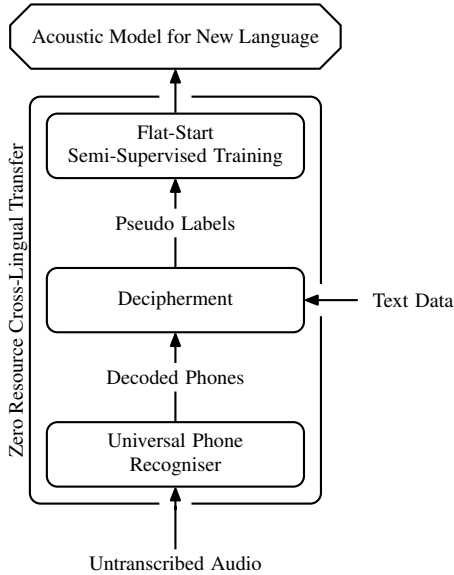 Acoustic Model for New Language
Zero Resource Cross-Lingual Transfer
Flat-Start
Semi-Supervised Training
Pseudo Labels
Decipherment
Text Data
Decoded Phones
Universal Phone
Recogniser
Untranscribed Audio